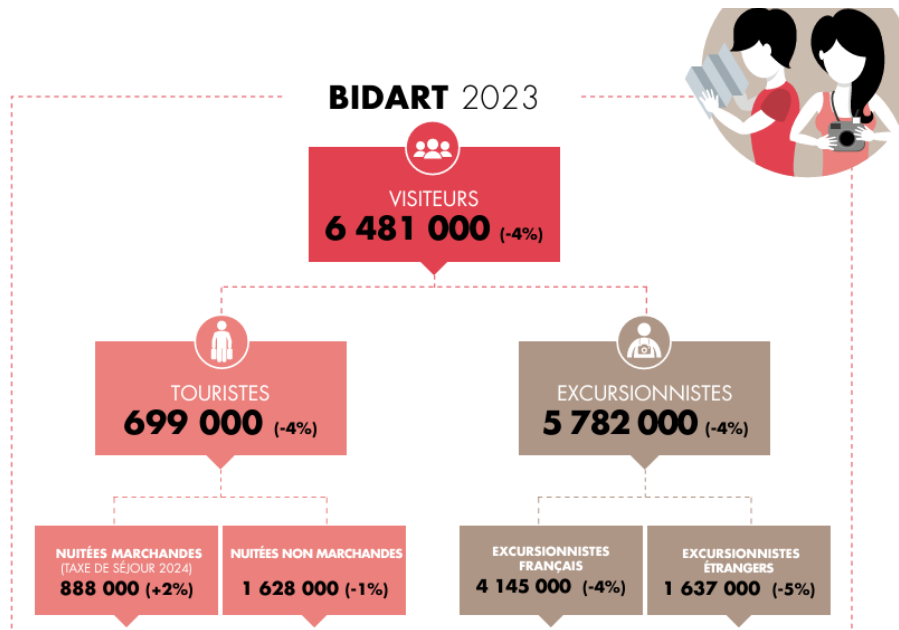 BIDART 2023
VISITEURS
6 481 000 (-4%)
TOURISTES
699 000 (-4%)
EXCURSIONNISTES
5 782 000 (-4%)
NUITÉES MARCHANDES
(TAXE DE SÉJOUR 2024)
888 000 (+2%)
NUITÉES NON MARCHANDES
1 628 000 (-1%)
EXCURSIONNISTES
FRANÇAIS
4 145 000 (-4%)
EXCURSIONNISTES
ÉTRANGERS
1 637 000 (-5%)